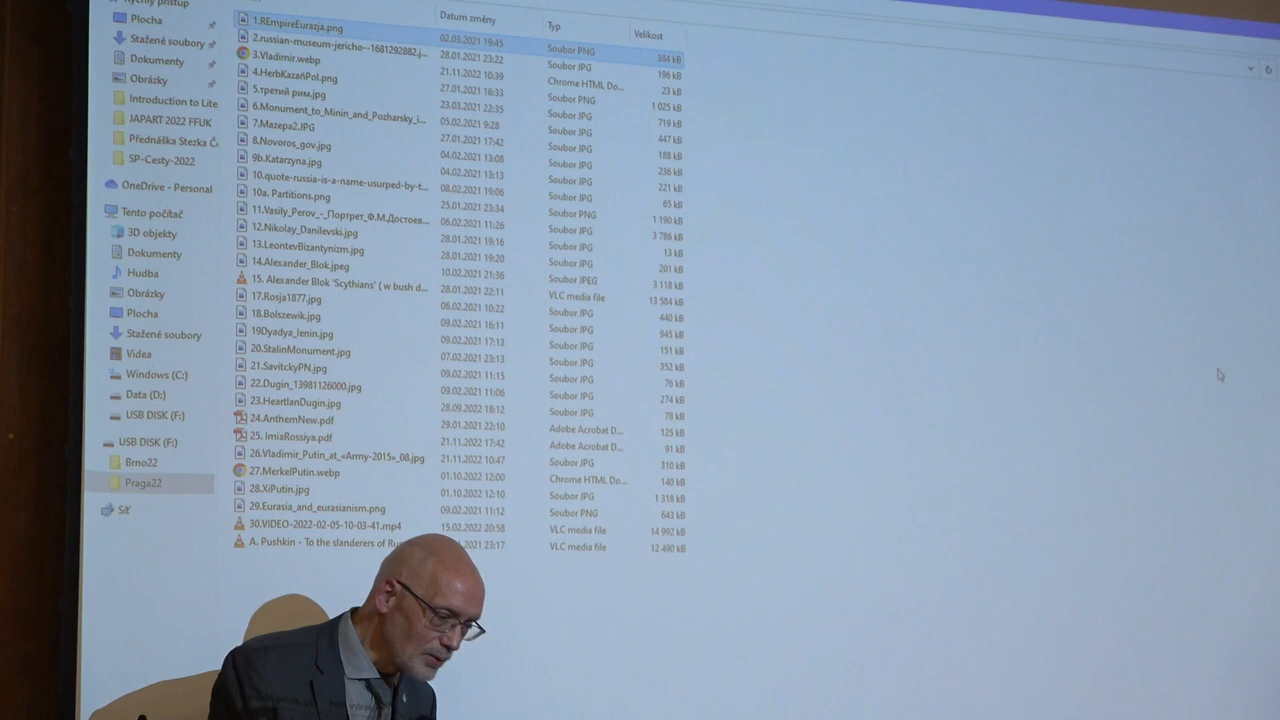 Rychlý přístup
Plocha
Stažené soubory
Dokumenty
Obrázky
Introduction to Lite
JAPART 2022 FFUK
Přednáška Stezka Č
SP-Cesty-2022
OneDrive - Personal
Tento počítač
3D objekty
Dokumenty
Hudba
Obrázky
Plocha
Stažené soubory
Videa
Windows (C:)
Data (D:)
USB DISK (F:)
USB DISK (F:)
Brno22
Praga22
Síť
Datum změny Typ Velikost
1.REmpireEurazja.png 02.03.2021 19:45 Soubor PNG 384 kB
2.russian-museum-jericho--1681292882.j... 28.01.2021 23:22 Soubor JPG 196 kB
3.Vladimir.webp 21.11.2022 10:39 Chrome HTML Do... 23 kB
4.HerbKazańPol.png 27.01.2021 16:33 Soubor PNG 1 025 kB
5.третий рим.jpg 23.03.2021 22:35 Soubor JPG 719 kB
6.Monument_to_Minin_and_Pozharsky_i... 05.02.2021 9:28 Soubor JPG 447 kB
7.Mazepa2.JPG 27.01.2021 17:42 Soubor JPG 188 kB
8.Novoros_gov.jpg 04.02.2021 13:08 Soubor JPG 236 kB
9b.Katarzyna.jpg 04.02.2021 13:13 Soubor JPG 221 kB
10.quote-russia-is-a-name-usurped-by-t... 08.02.2021 19:06 Soubor JPG 65 kB
10a. Partitions.png 25.01.2021 23:34 Soubor PNG 1 190 kB
11.Vasily_Perov_-_Портрет_Ф.М.Достоев... 06.02.2021 11:26 Soubor JPG 3 786 kB
12.Nikolay_Danilevski.jpg 28.01.2021 19:16 Soubor JPG 13 kB
13.LeontevBizantynizm.jpg 28.01.2021 19:20 Soubor JPG 201 kB
14.Alexander_Blok.jpeg 10.02.2021 21:36 Soubor JPEG 3 118 kB
15. Alexander Blok 'Scythians' ( w bush d... 28.01.2021 22:11 VLC media file 13 584 kB
17.Rosja1877.jpg 06.02.2021 10:22 Soubor JPG 440 kB
18.Bolszewik.jpg 09.02.2021 16:11 Soubor JPG 945 kB
19Dyadya_lenin.jpg 09.02.2021 17:13 Soubor JPG 151 kB
20.StalinMonument.jpg 07.02.2021 23:13 Soubor JPG 352 kB
21.SavitckyPN.jpg 09.02.2021 11:15 Soubor JPG 76 kB
22.Dugin_13981126000.jpg 09.02.2021 11:06 Soubor JPG 274 kB
23.HeartlanDugin.jpg 28.09.2022 18:12 Soubor JPG 78 kB
24.AnthemNew.pdf 29.01.2021 22:10 Adobe Acrobat D... 125 kB
25. ImiaRossiya.pdf 21.11.2022 17:42 Adobe Acrobat D... 91 kB
26.Vladimir_Putin_at_«Army-2015»_08.jpg 21.11.2022 10:47 Soubor JPG 310 kB
27.MerkelPutin.webp 01.10.2022 12:00 Chrome HTML Do... 140 kB
28.XiPutin.jpg 01.10.2022 12:10 Soubor JPG 1 318 kB
29.Eurasia_and_eurasianism.png 09.02.2021 11:12 Soubor PNG 643 kB
30.VIDEO-2022-02-05-10-03-41.mp4 15.02.2022 20:58 VLC media file 14 992 kB
A. Pushkin - To the slanderers of Ru 2021 23:17 VLC media file 12 490 kB